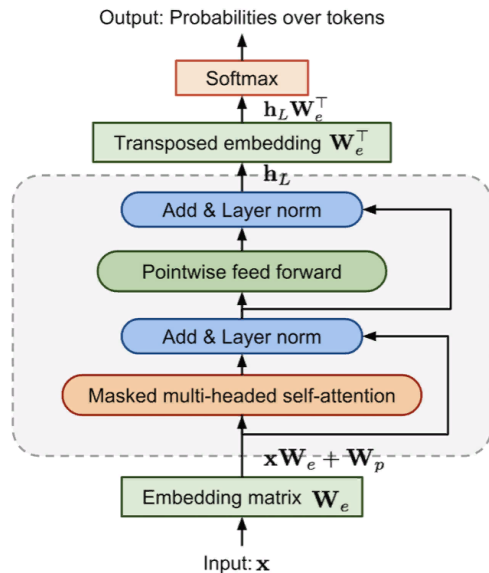 Output: Probabilities over tokens
Softmax
h_L W_e^⊤
Transposed embedding W_e^⊤
h_L
Add & Layer norm
Pointwise feed forward
Add & Layer norm
Masked multi-headed self-attention
xW_e + W_p
Embedding matrix W_e
Input: x